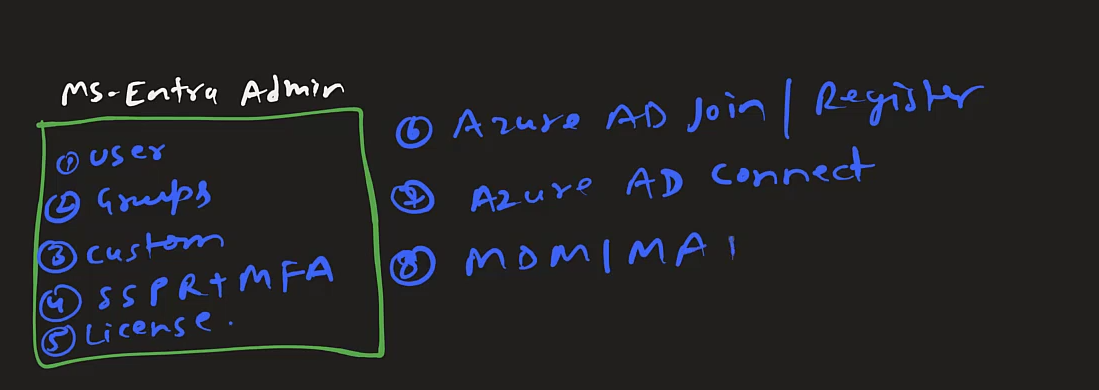 MS-Entra Admin
① User
② Groups
③ Custom
④ SSPR+MFA
⑤ License.
⑥ Azure AD Join | Register
⑦ Azure AD Connect
⑧ MDM | MA